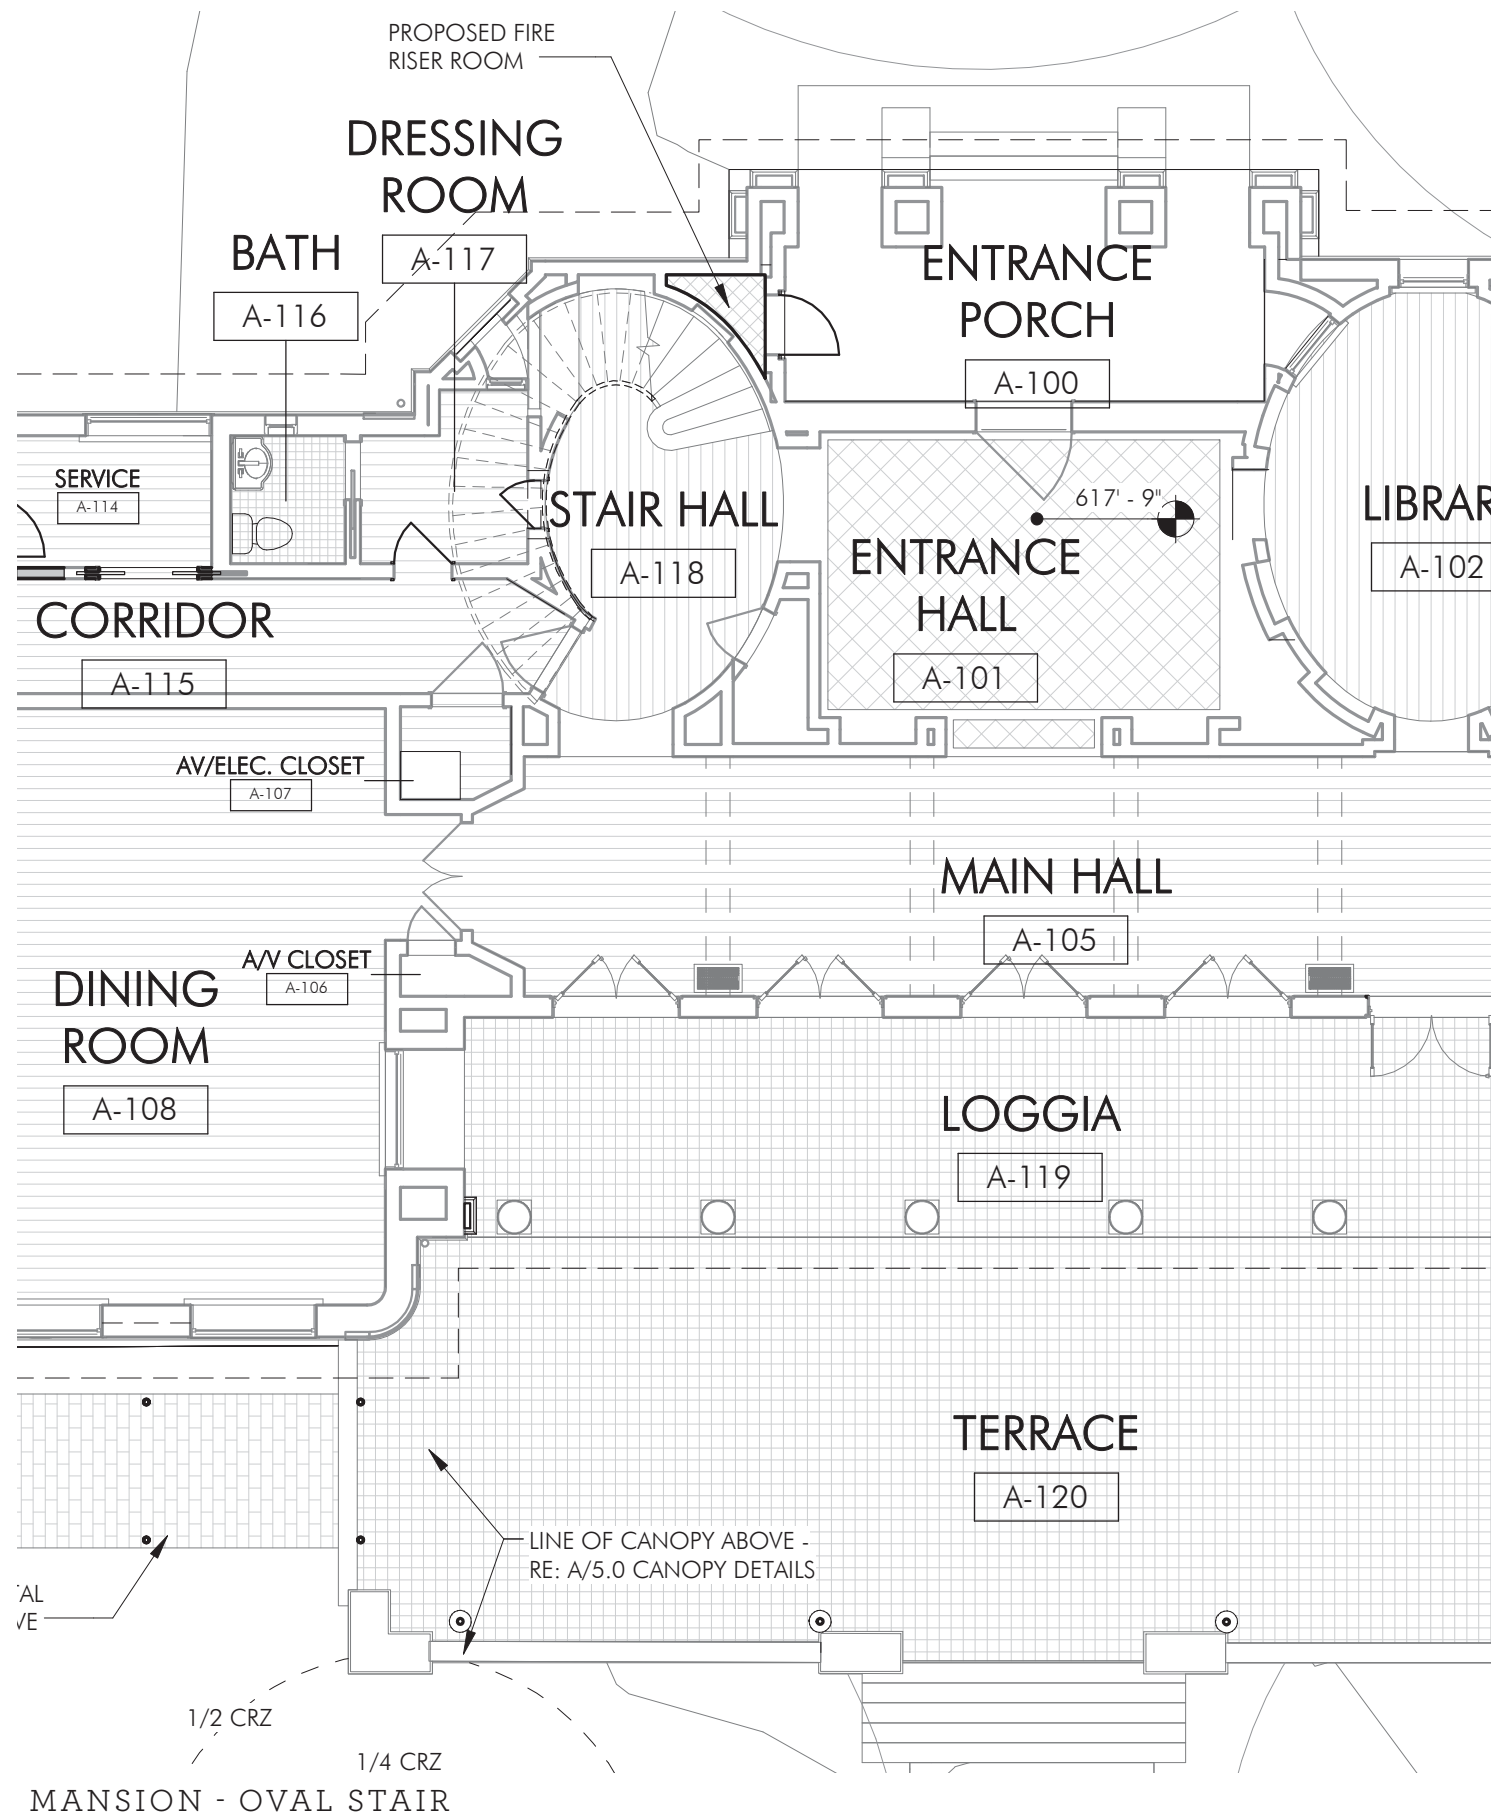 PROPOSED FIRE
RISER ROOM
DRESSING
ROOM
A-117
BATH
A-116
ENTRANCE
PORCH
A-100
SERVICE
A-114
STAIR HALL
A-118
617' - 9"
ENTRANCE
HALL
A-101
LIBRAR
A-102
CORRIDOR
A-115
AV/ELEC. CLOSET
A-107
MAIN HALL
A-105
A/V CLOSET
A-106
DINING
ROOM
A-108
LOGGIA
A-119
TERRACE
A-120
LINE OF CANOPY ABOVE -
RE: A/5.0 CANOPY DETAILS
TAL
VE
1/2 CRZ
1/4 CRZ
MANSION - OVAL STAIR